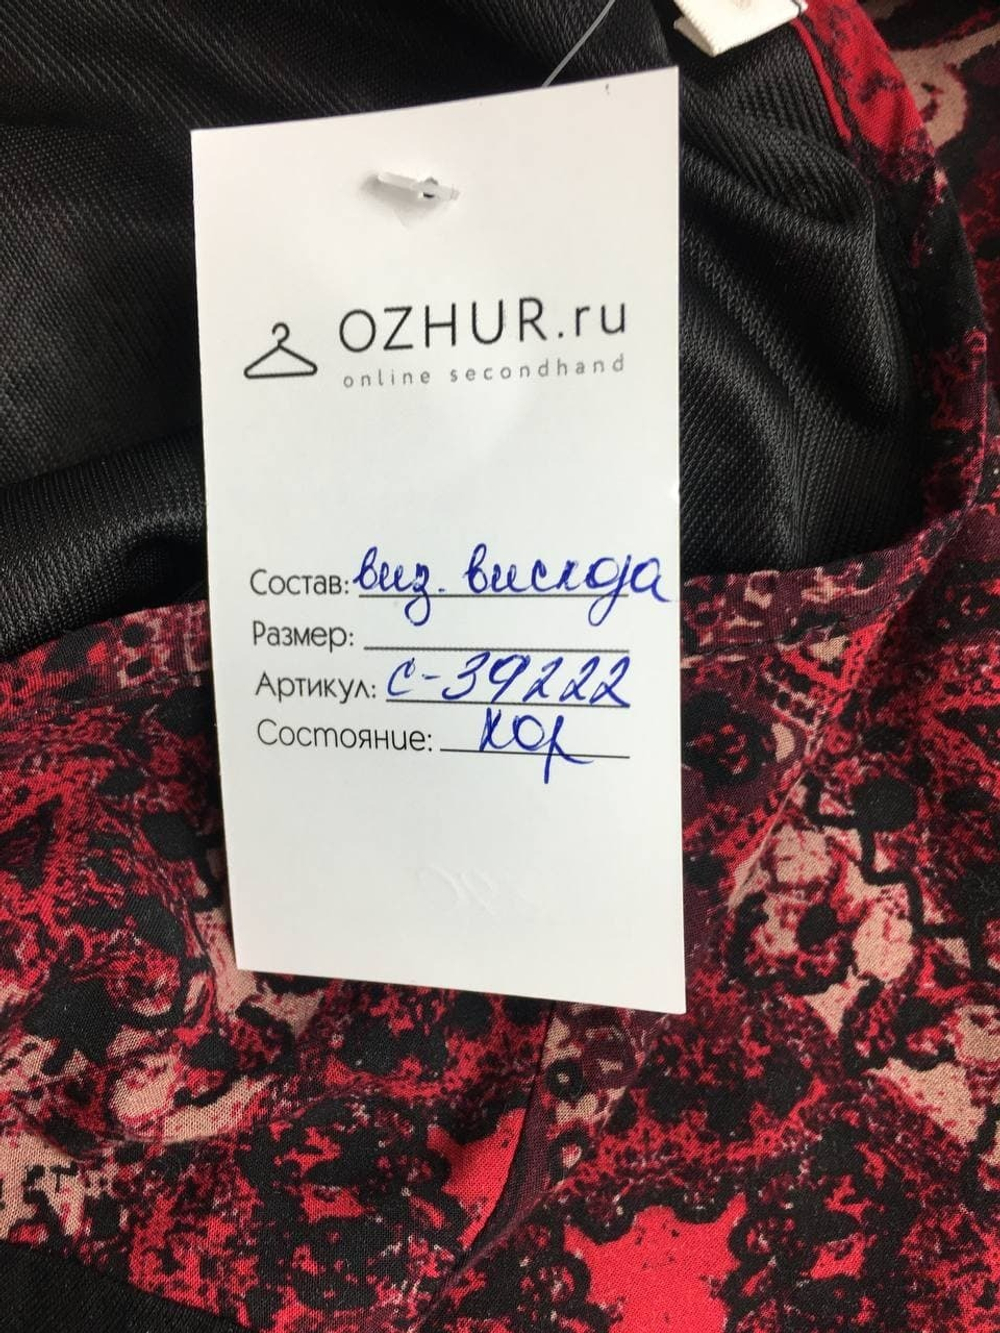 OZHUR.ru
online secondhand
Состав: виз. вискоза
Размер:
Артикул: с-39222
Состояние: хор